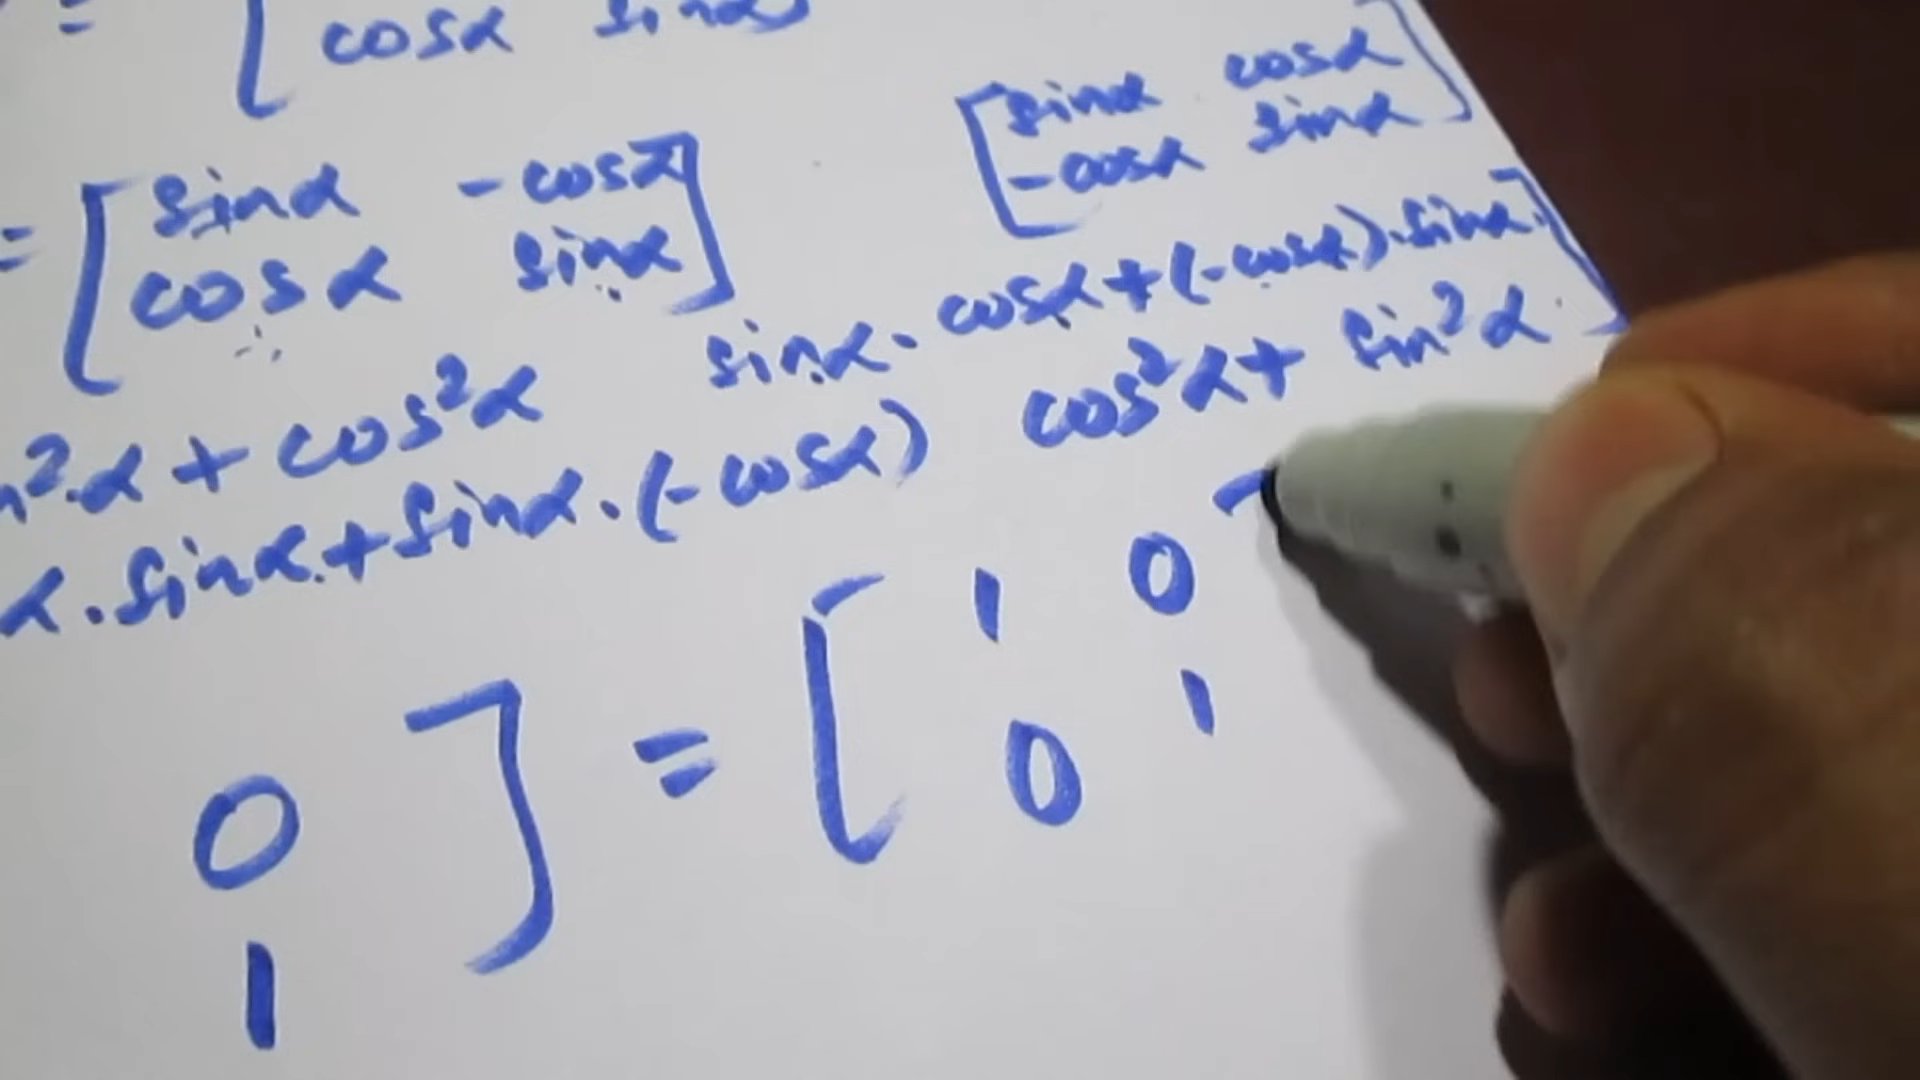 = [ cosα sinα
= [ sinα -cosα
cosα sinα ]
[ sinα cosα
-cosα sinα ]
n²α + cos²α sinα. cosα+(-cosα).sinα.
α.sinα+sinα.(-cosα) cos²α+ sin²α ]
0
1 ] = [ 1 0
0 1